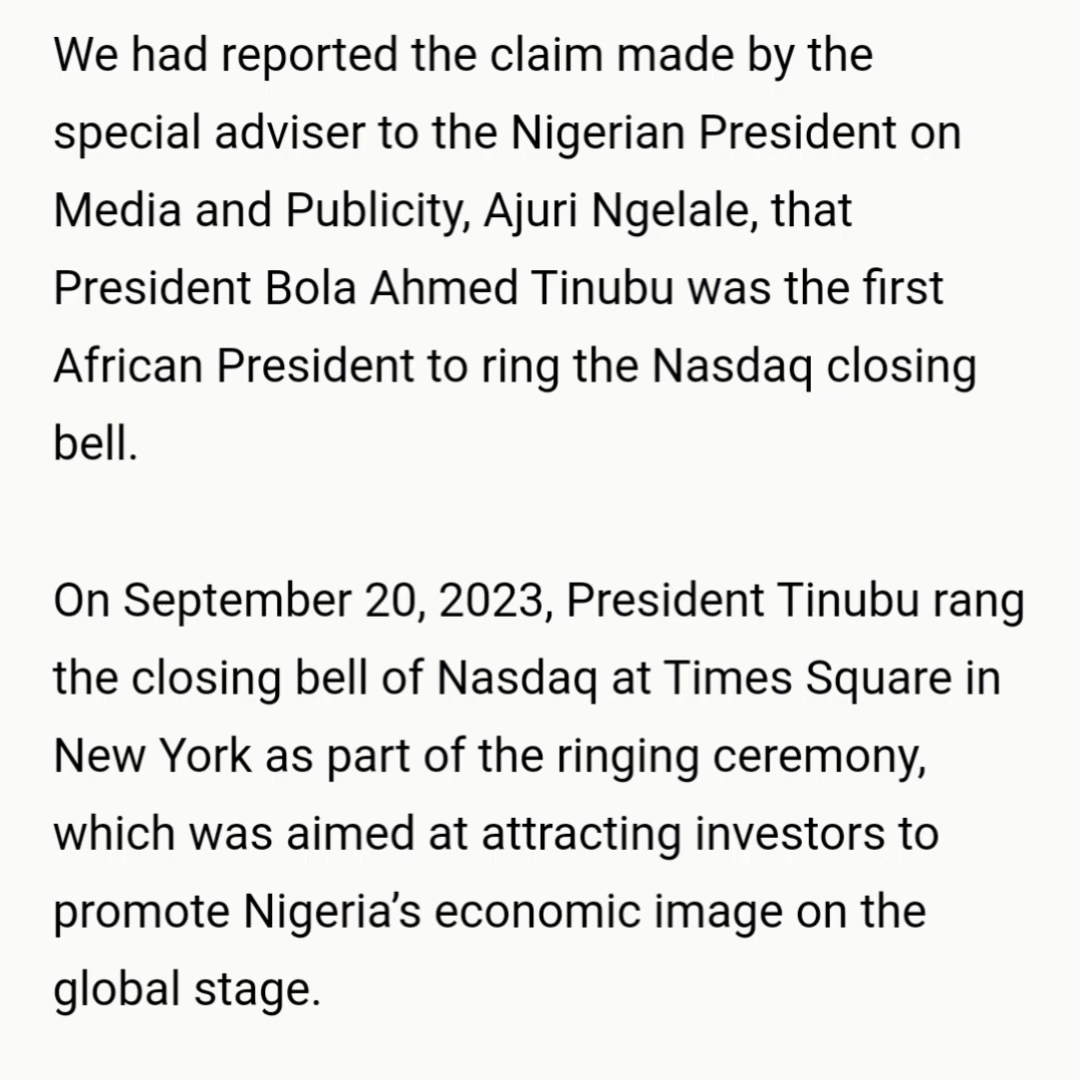 We had reported the claim made by the
special adviser to the Nigerian President on
Media and Publicity, Ajuri Ngelale, that
President Bola Ahmed Tinubu was the first
African President to ring the Nasdaq closing
bell.
On September 20, 2023, President Tinubu rang
the closing bell of Nasdaq at Times Square in
New York as part of the ringing ceremony,
which was aimed at attracting investors to
promote Nigeria’s economic image on the
global stage.